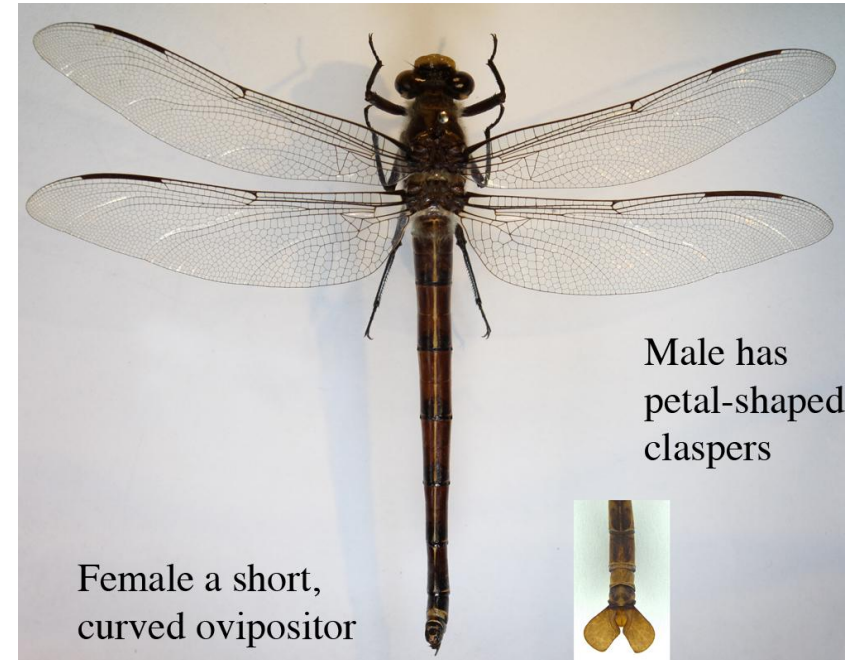 Male has
petal-shaped
claspers
Female a short,
curved ovipositor